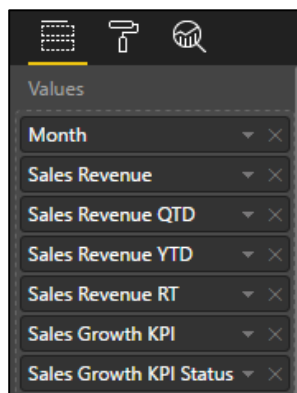 Values
Month
Sales Revenue
Sales Revenue QTD
Sales Revenue YTD
Sales Revenue RT
Sales Growth KPI
Sales Growth KPI Status